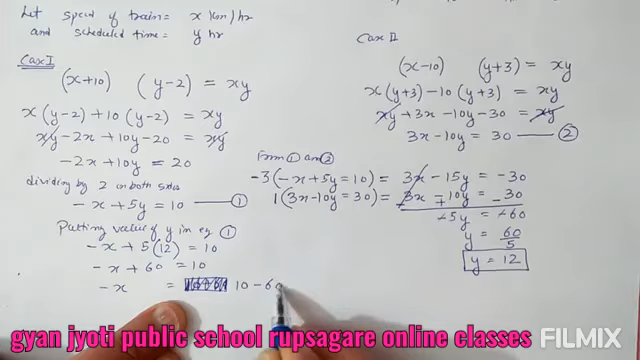 Let speed of train = x km/hr
and scheduled time = y hr
Case I
(x+10) (y-2) = xy
x(y-2)+10(y-2) = xy
xy-2x+10y-20 = xy
-2x+10y = 20
dividing by 2 in both sides
-x+5y = 10 ①
Putting value of y in eq ①
-x+5(12) = 10
-x+60 = 10
-x = 10-60
Case II
(x-10) (y+3) = xy
x(y+3)-10(y+3) = xy
xy+3x-10y-30 = xy
3x-10y = 30 ②
From ① and ②
-3(-x+5y=10) = 3x-15y = -30
1(3x-10y=30) = 3x-10y = 30
-5y = -60
y = 60/5
y = 12
gyan jyoti public school rupsagare online classes
FILMIX